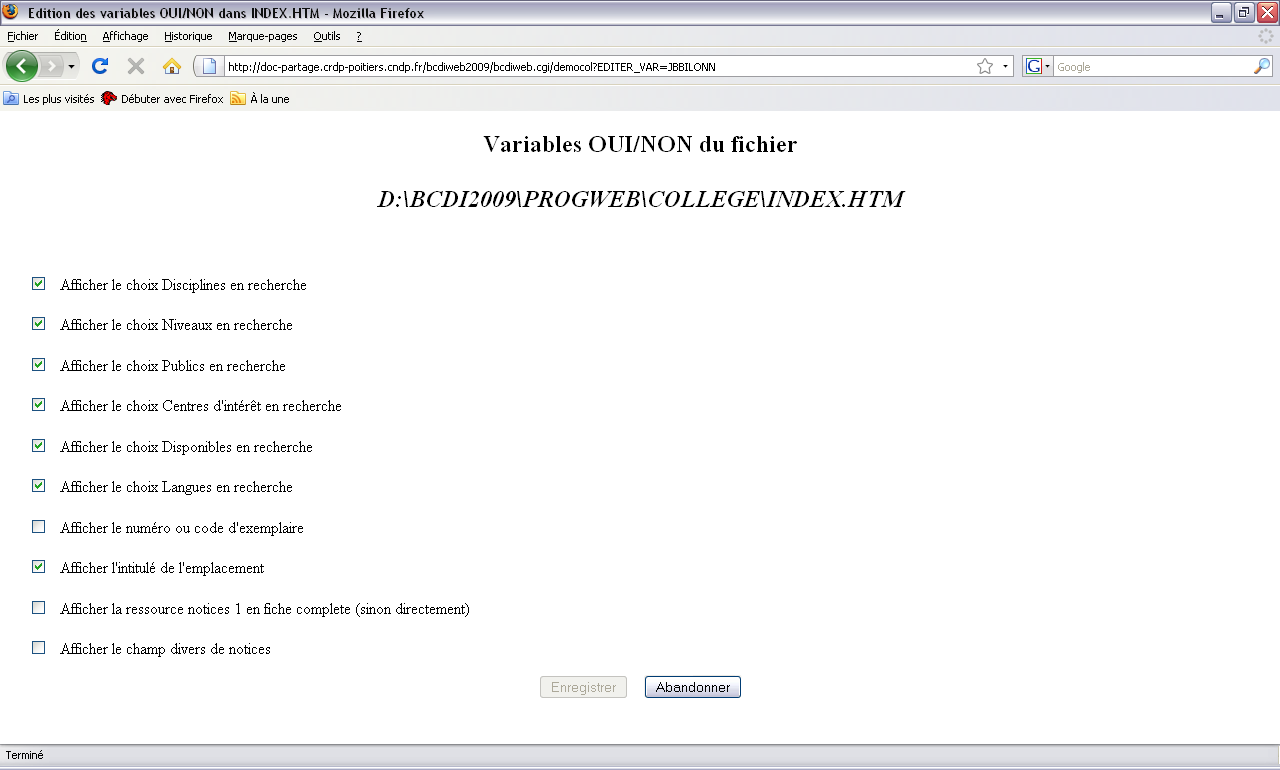 Edition des variables OUI/NON dans INDEX.HTM - Mozilla Firefox
Fichier Édition Affichage Historique Marque-pages Outils ?
http://doc-partage.crdp-poitiers.cndp.fr/bcdiweb2009/bcdiweb.cgi/democol?EDITER_VAR=JBBILONN
G Google
Les plus visités Débuter avec Firefox À la une
Variables OUI/NON du fichier
D:\BCDI2009\PROGWEB\COLLEGE\INDEX.HTM
Afficher le choix Disciplines en recherche
Afficher le choix Niveaux en recherche
Afficher le choix Publics en recherche
Afficher le choix Centres d'intérêt en recherche
Afficher le choix Disponibles en recherche
Afficher le choix Langues en recherche
Afficher le numéro ou code d'exemplaire
Afficher l'intitulé de l'emplacement
Afficher la ressource notices 1 en fiche complete (sinon directement)
Afficher le champ divers de notices
Enregistrer Abandonner
Terminé